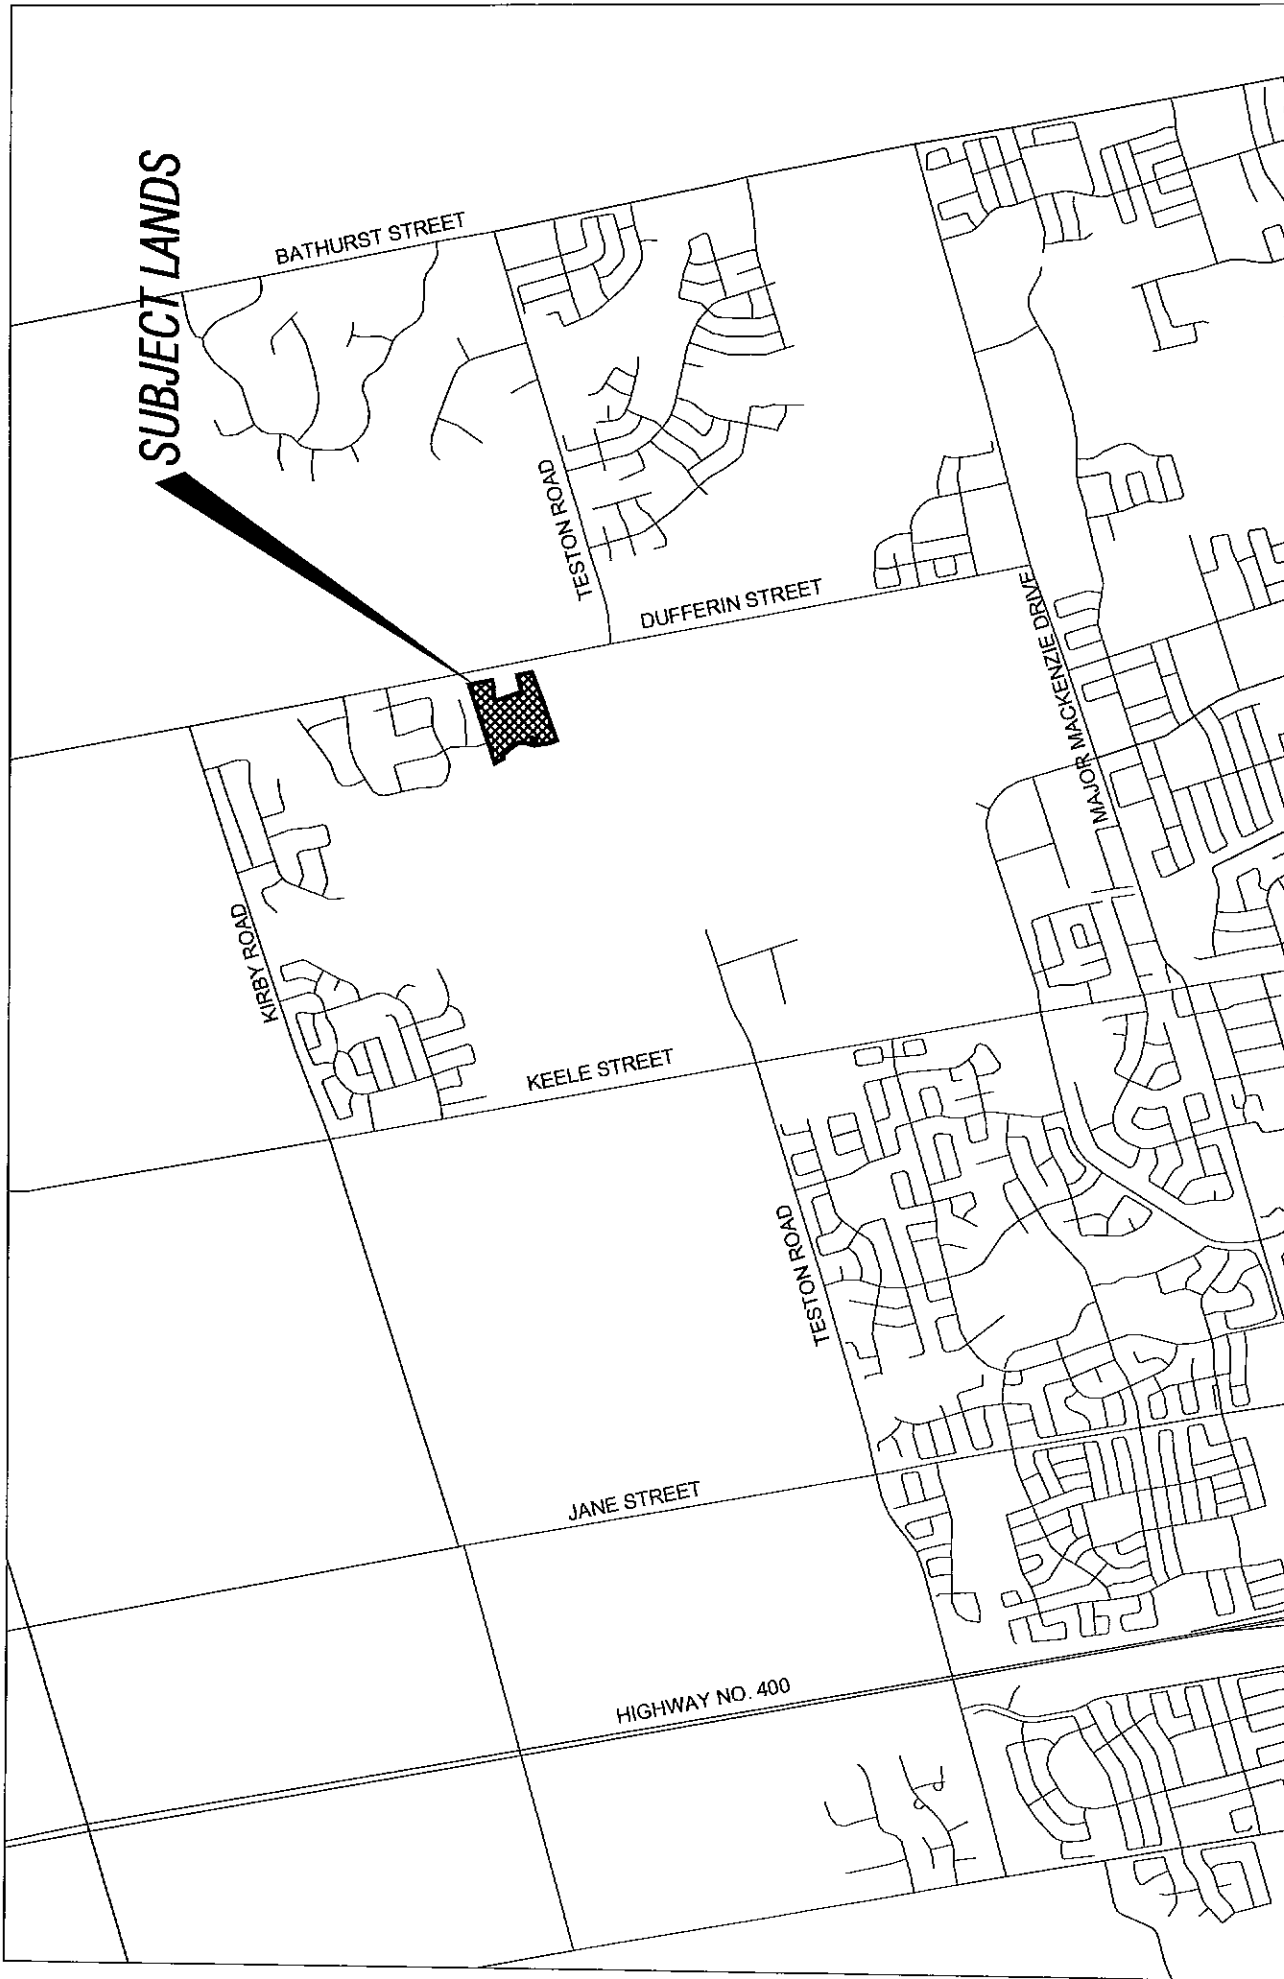 SUBJECT LANDS
BATHURST STREET
TESTON ROAD
DUFFERIN STREET
MAJOR MACKENZIE DRIVE
KIRBY ROAD
KEELE STREET
TESTON ROAD
JANE STREET
HIGHWAY NO. 400